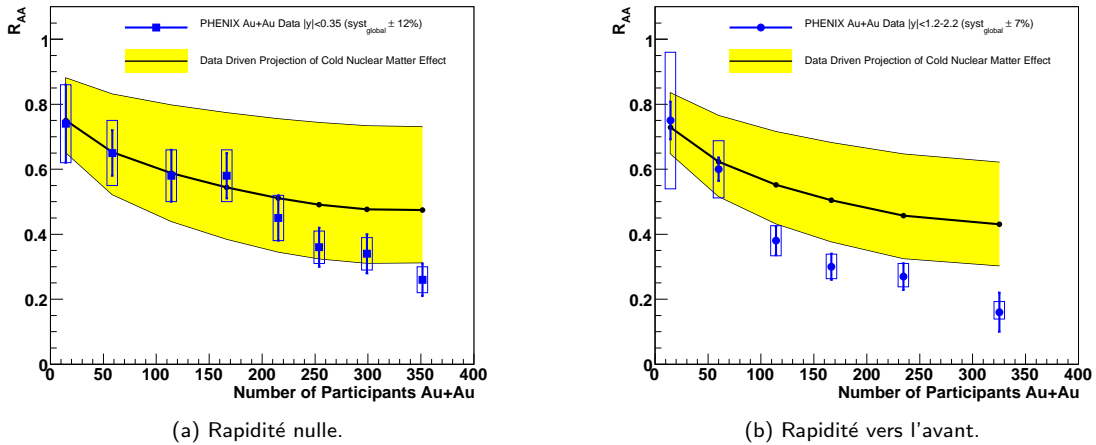 R_AA
PHENIX Au+Au Data |y|<0.35 (syst_global ± 12%)
Data Driven Projection of Cold Nuclear Matter Effect
1
0.8
0.6
0.4
0.2
0
0 50 100 150 200 250 300 350 400
Number of Participants Au+Au
(a) Rapidité nulle.
R_AA
PHENIX Au+Au Data |y|<1.2-2.2 (syst_global ± 7%)
Data Driven Projection of Cold Nuclear Matter Effect
1
0.8
0.6
0.4
0.2
0
0 50 100 150 200 250 300 350 400
Number of Participants Au+Au
(b) Rapidité vers l'avant.